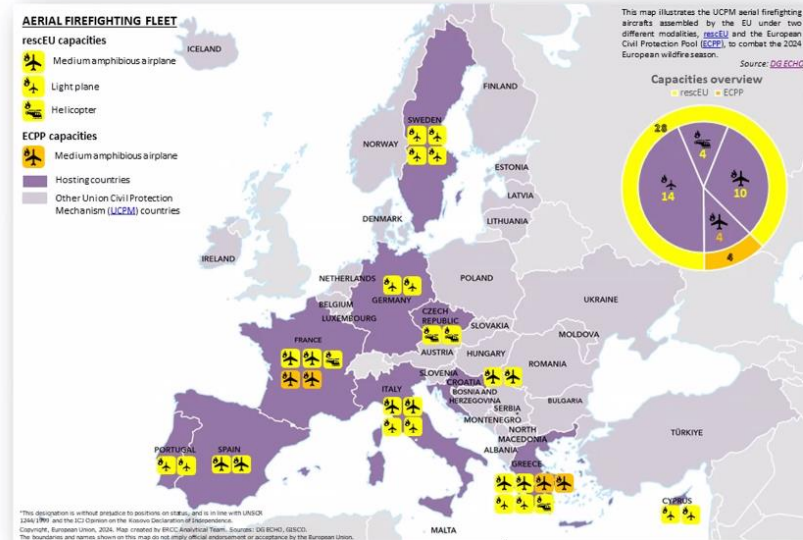 AERIAL FIREFIGHTING FLEET
rescEU capacities
Medium amphibious airplane
Light plane
Helicopter
ECPP capacities
Medium amphibious airplane
Hosting countries
Other Union Civil Protection
Mechanism (UCPM) countries
This map illustrates the UCPM aerial firefighting
aircrafts assembled by the EU under two
different modalities, rescEU and the European
Civil Protection Pool (ECPP), to combat the 2024
European wildfire season.
Source: DG ECHO
Capacities overview
rescEU ECPP
28
4
14
10
4
4
ICELAND
SWEDEN
FINLAND
NORWAY
ESTONIA
LATVIA
LITHUANIA
DENMARK
IRELAND
NETHERLANDS
POLAND
BELGIUM
GERMANY
LUXEMBOURG
UKRAINE
CZECH
REPUBLIC
SLOVAKIA
MOLDOVA
FRANCE
AUSTRIA
HUNGARY
ROMANIA
SLOVENIA
CROATIA
ITALY
BOSNIA AND
HERZEGOVINA
SERBIA
BULGARIA
MONTENEGRO
NORTH
MACEDONIA
ALBANIA
TÜRKIYE
PORTUGAL
SPAIN
GREECE
CYPRUS
MALTA
*This designation is without prejudice to positions on status, and is in line with UNSCR
1244/1999 and the ICJ Opinion on the Kosovo Declaration of Independence.
Copyright, European Union, 2024. Map created by ERCC Analytical Team. Sources: DG ECHO, GISCO.
The boundaries and names shown on this map do not imply official endorsement or acceptance by the European Union.